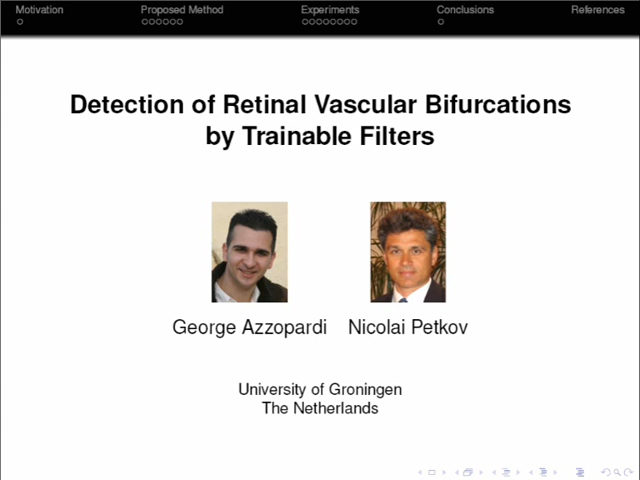 Motivation
Proposed Method
Experiments
Conclusions
References
Detection of Retinal Vascular Bifurcations
by Trainable Filters
George Azzopardi
Nicolai Petkov
University of Groningen
The Netherlands